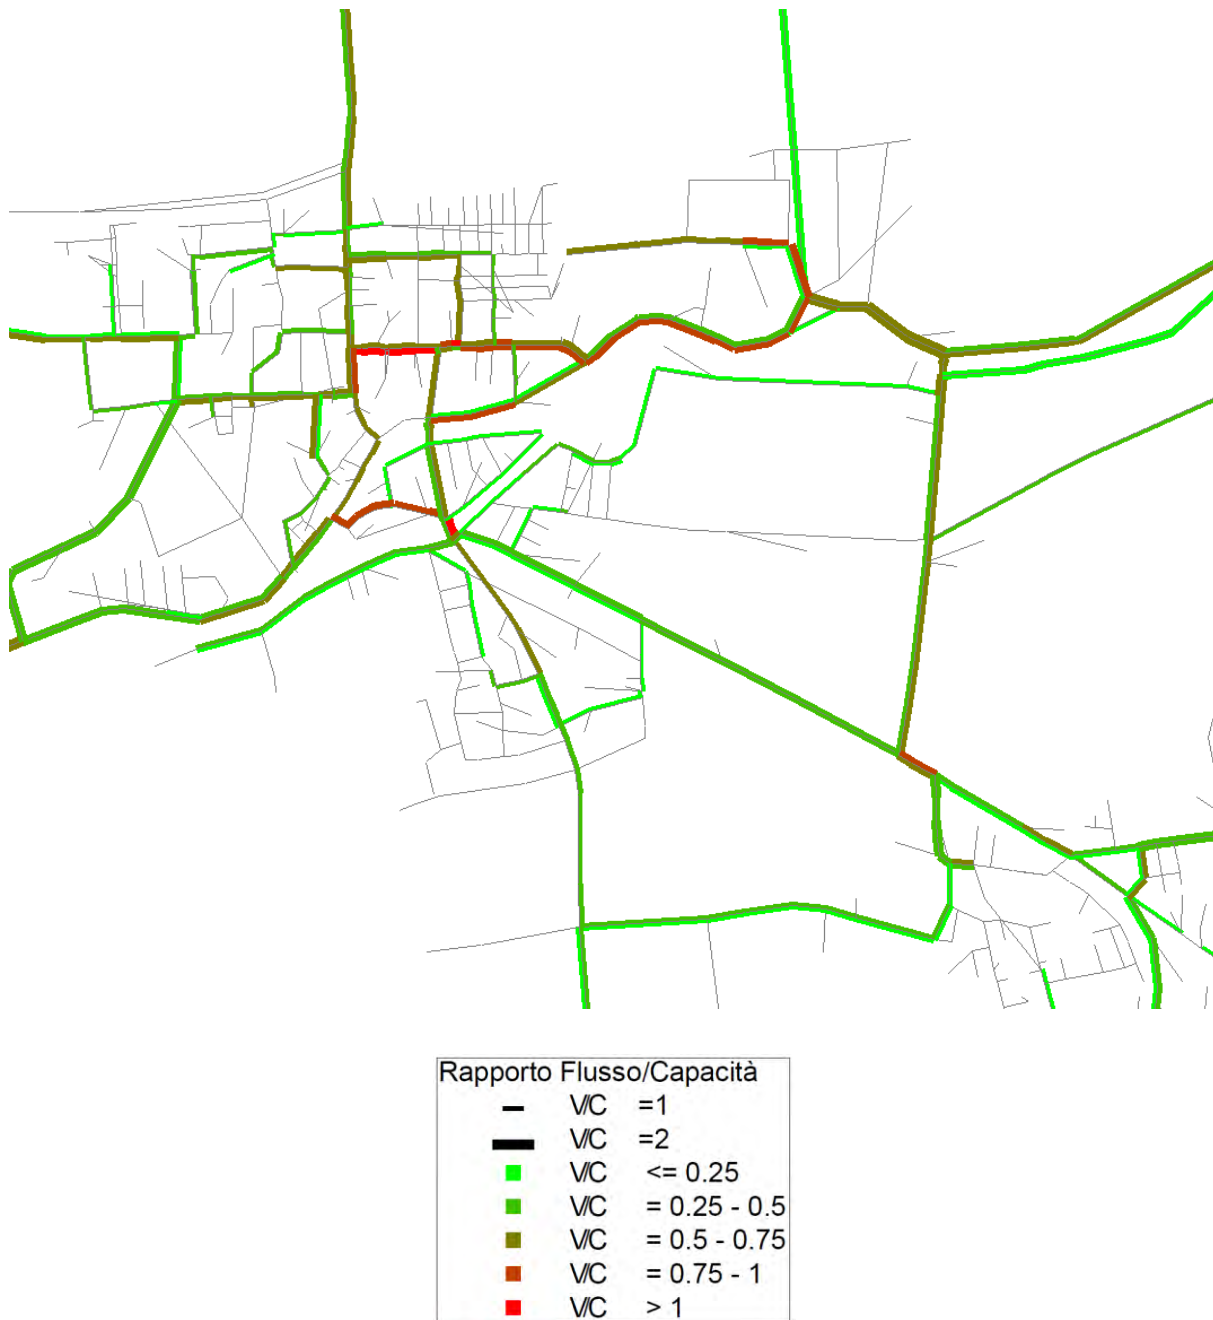 Rapporto Flusso/Capacità
V/C =1
V/C =2
V/C <= 0.25
V/C = 0.25 - 0.5
V/C = 0.5 - 0.75
V/C = 0.75 - 1
V/C > 1